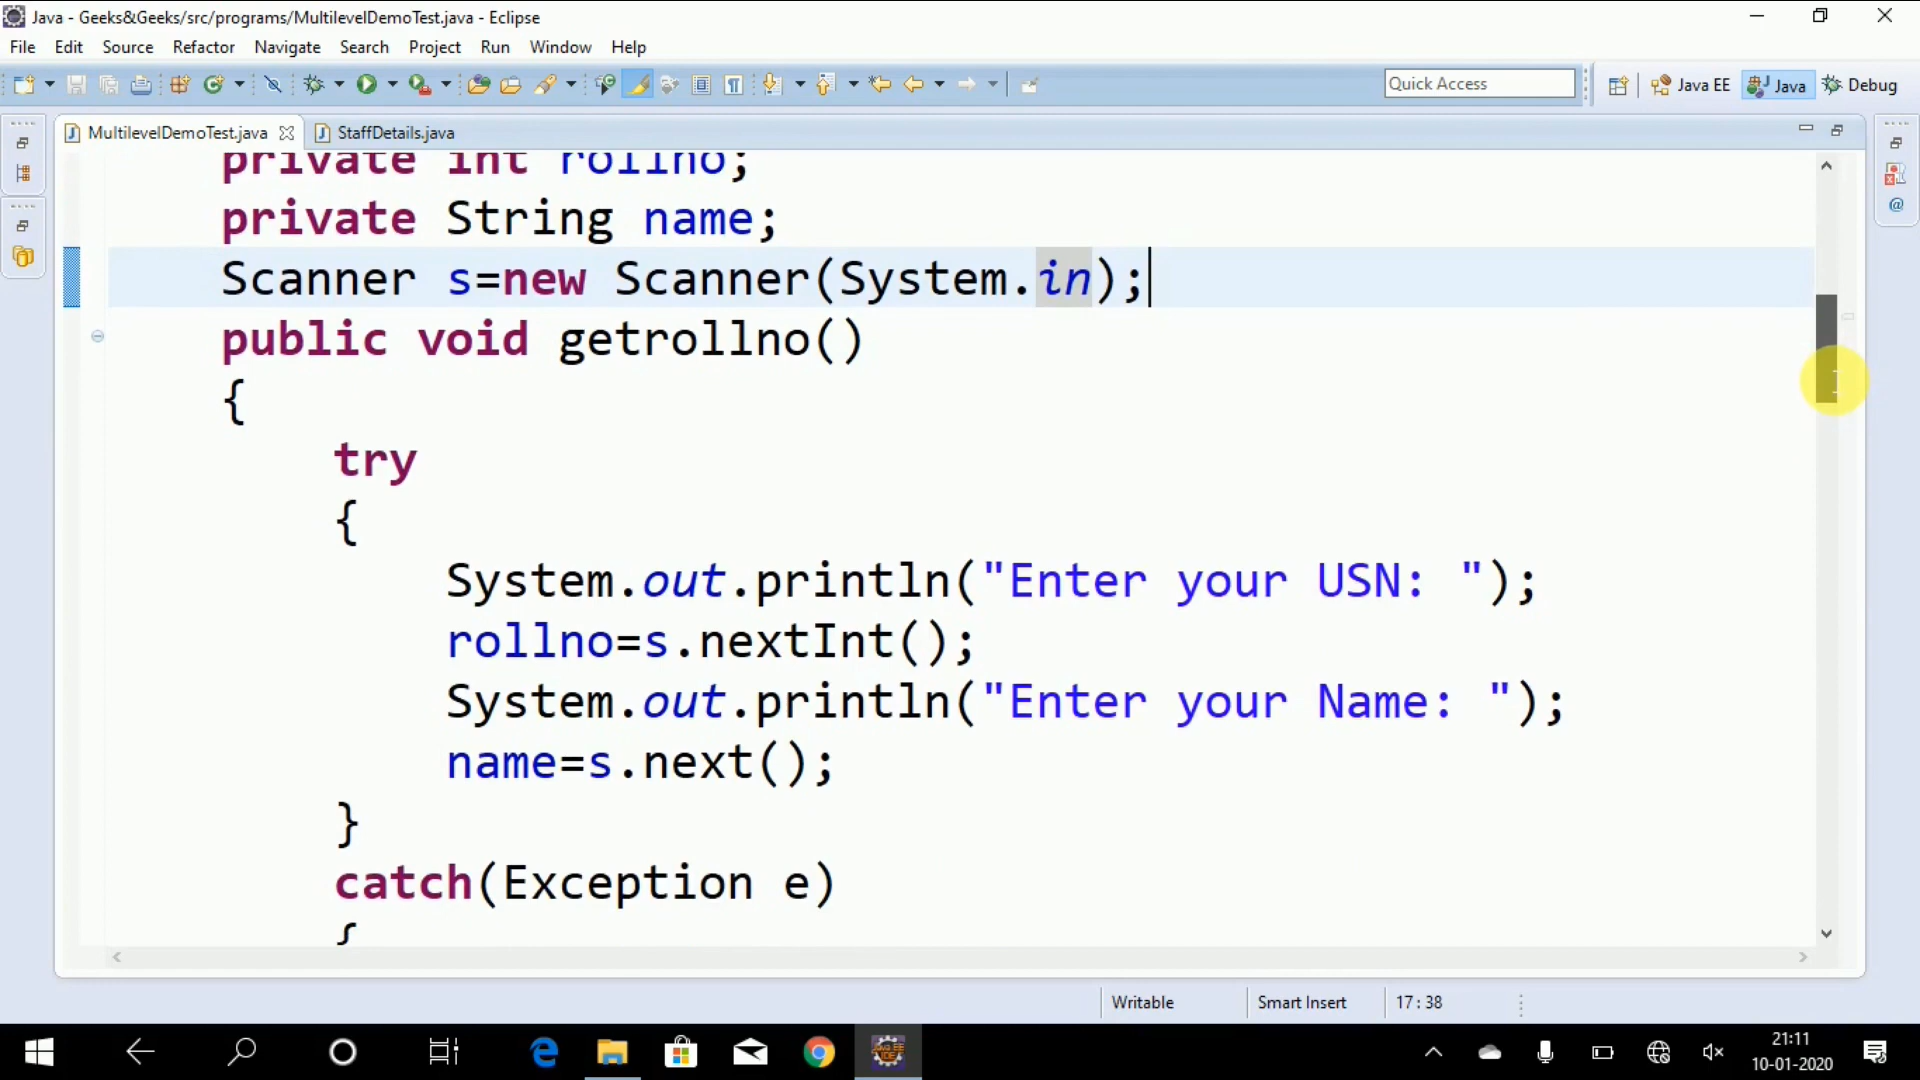 Java - Geeks&Geeks/src/programs/MultilevelDemoTest.java - Eclipse
File Edit Source Refactor Navigate Search Project Run Window Help
Quick Access Java EE Java Debug
MultilevelDemoTest.java StaffDetails.java
private int rollno;
private String name;
Scanner s=new Scanner(System.in);
public void getrollno()
{
try
{
System.out.println("Enter your USN: ");
rollno=s.nextInt();
System.out.println("Enter your Name: ");
name=s.next();
}
catch(Exception e)
{
Writable Smart Insert 17:38
21:11
10-01-2020